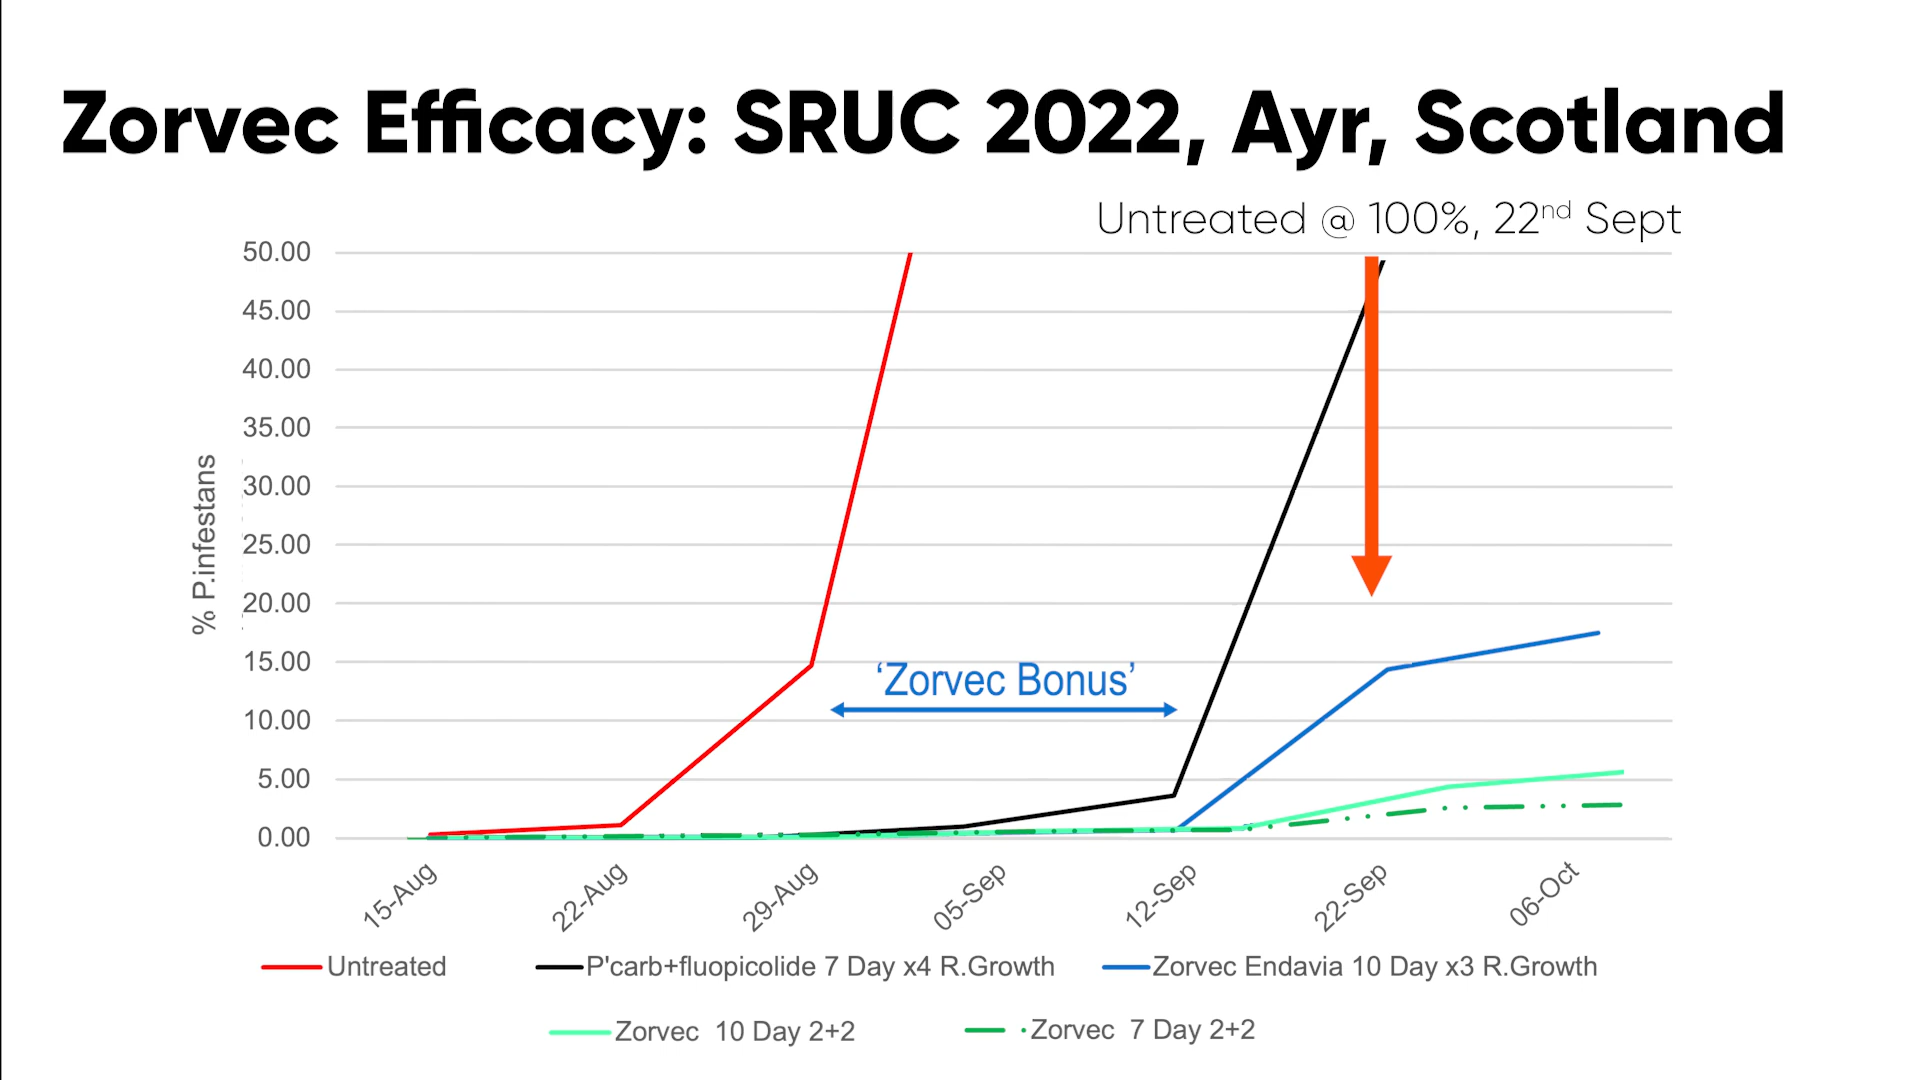 Zorvec Efficacy: SRUC 2022, Ayr, Scotland
Untreated @ 100%, 22nd Sept
50.00
45.00
40.00
35.00
30.00
25.00
20.00
15.00
10.00
5.00
0.00
% P.infestans
‘Zorvec Bonus’
15-Aug
22-Aug
29-Aug
05-Sep
12-Sep
22-Sep
06-Oct
Untreated
P'carb+fluopicolide 7 Day x4 R.Growth
Zorvec Endavia 10 Day x3 R.Growth
Zorvec 10 Day 2+2
Zorvec 7 Day 2+2